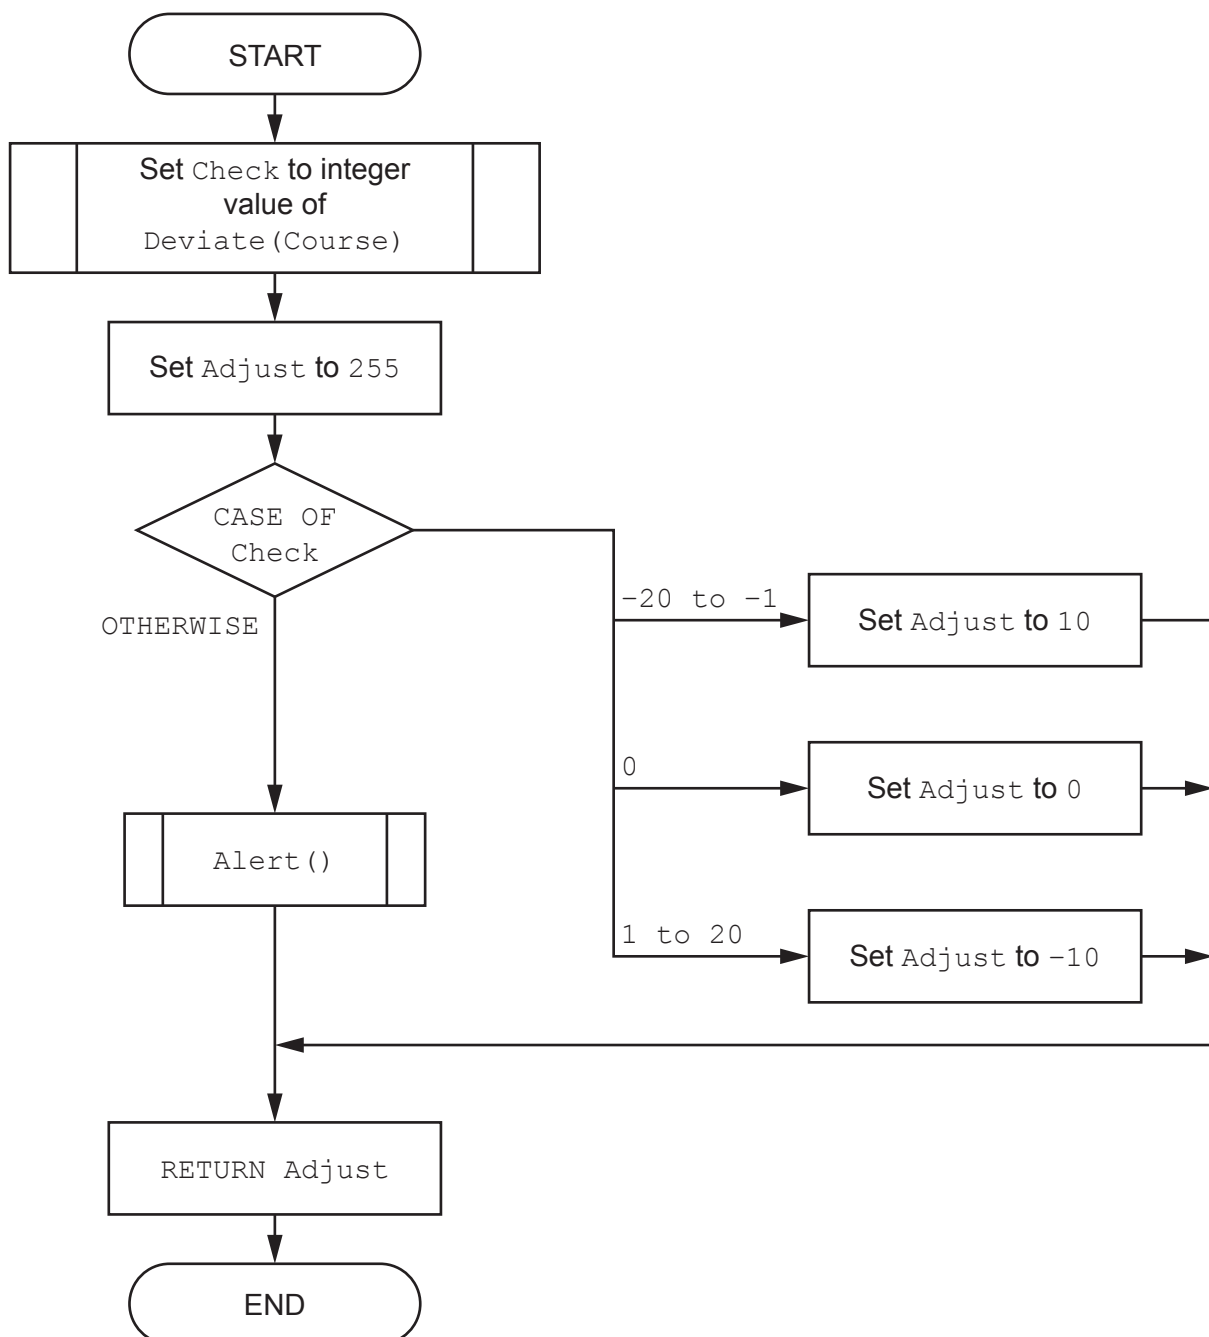 START
Set Check to integer
value of
Deviate(Course)
Set Adjust to 255
CASE OF
Check
OTHERWISE
-20 to -1
Set Adjust to 10
0
Set Adjust to 0
Alert()
1 to 20
Set Adjust to -10
RETURN Adjust
END